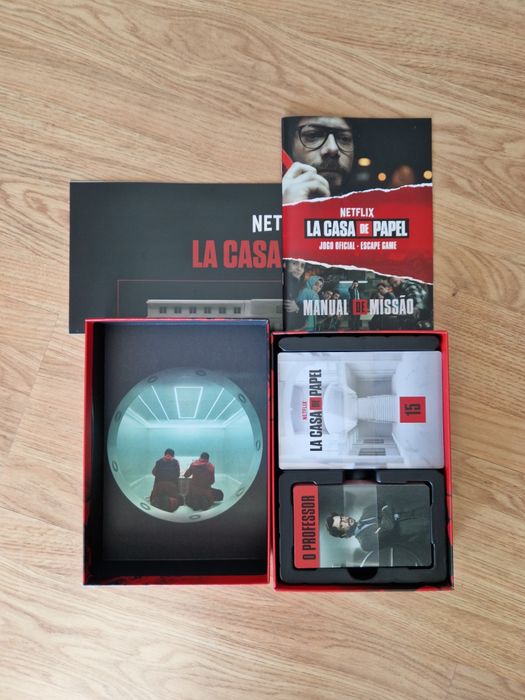 NETFLIX
LA CASA DE PAPEL
JOGO OFICIAL - ESCAPE GAME
MANUAL DE MISSÃO
NET
LA CASA
NETFLIX
LA CASA DE PAPEL
15
O PROFESSOR